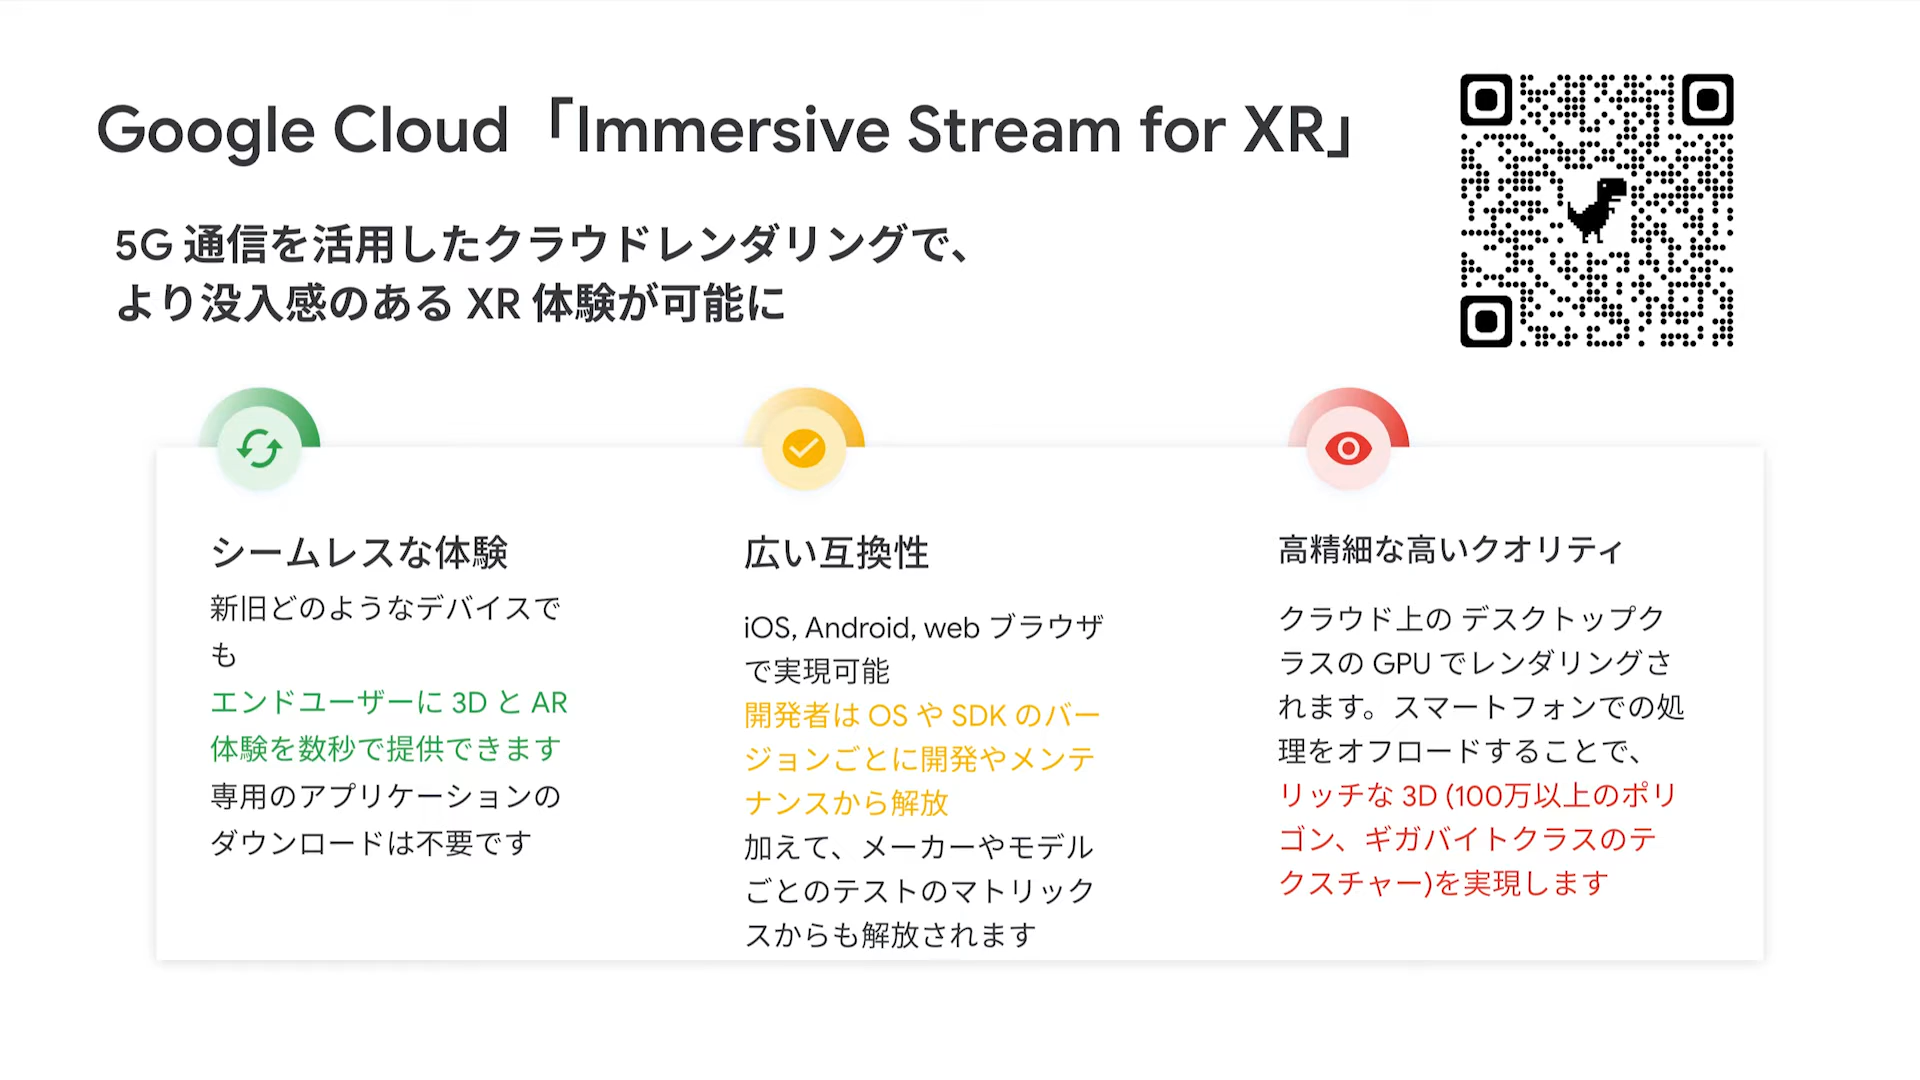 Google Cloud「Immersive Stream for XR」
5G 通信を活用したクラウドレンダリングで、
より没入感のある XR 体験が可能に
シームレスな体験
新旧どのようなデバイスで
も
エンドユーザーに 3D と AR
体験を数秒で提供できます
専用のアプリケーションの
ダウンロードは不要です
広い互換性
iOS, Android, web ブラウザ
で実現可能
開発者は OS や SDK のバー
ジョンごとに開発やメンテ
ナンスから解放
加えて、メーカーやモデル
ごとのテストのマトリック
スからも解放されます
高精細な高いクオリティ
クラウド上の デスクトップク
ラスの GPU でレンダリングさ
れます。スマートフォンでの処
理をオフロードすることで、
リッチな 3D (100万以上のポリ
ゴン、ギガバイトクラスのテ
クスチャー)を実現します